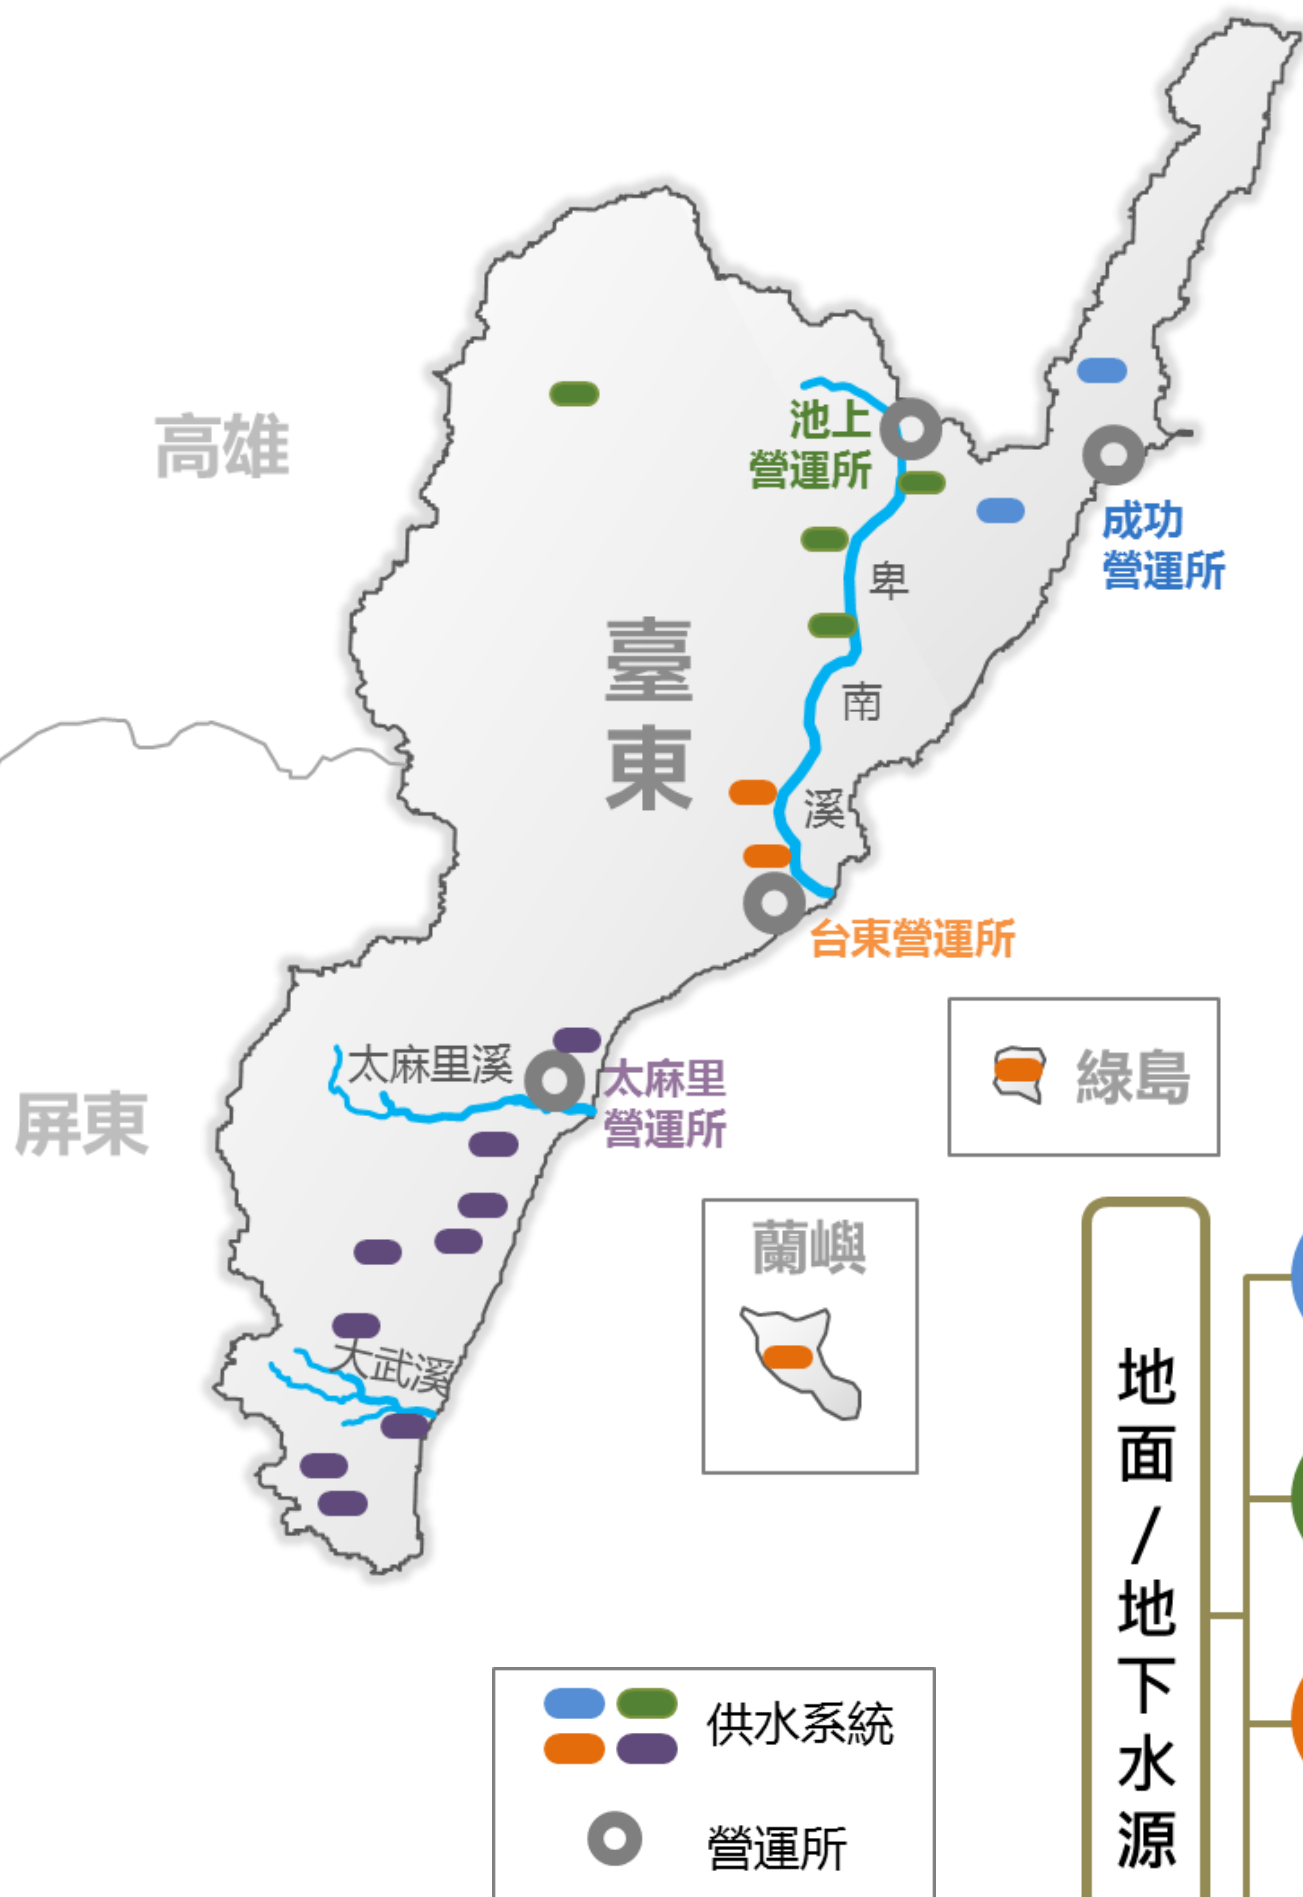 高雄
池上
營運所
成功
營運所
卑
南
溪
臺
東
台東營運所
太麻里溪
太麻里
營運所
屏東
綠島
蘭嶼
大武溪
地
面
/
地
下
水
源
供水系統
營運所